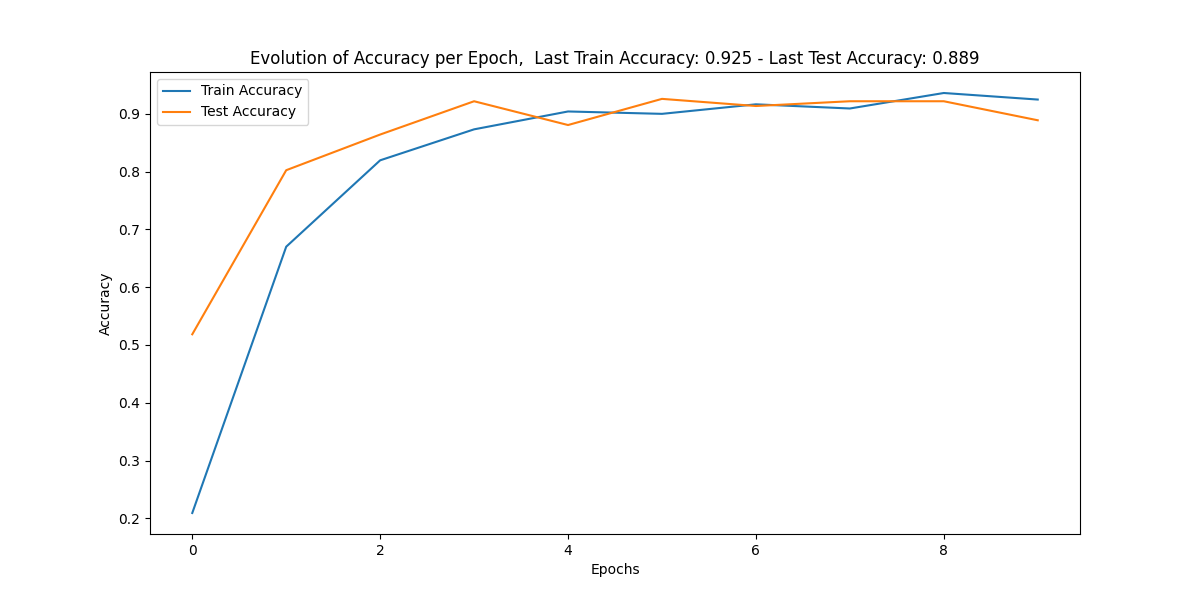 Evolution of Accuracy per Epoch,  Last Train Accuracy: 0.925 - Last Test Accuracy: 0.889
Train Accuracy
Test Accuracy
0.9
0.8
0.7
0.6
0.5
0.4
0.3
0.2
Accuracy
0 2 4 6 8
Epochs